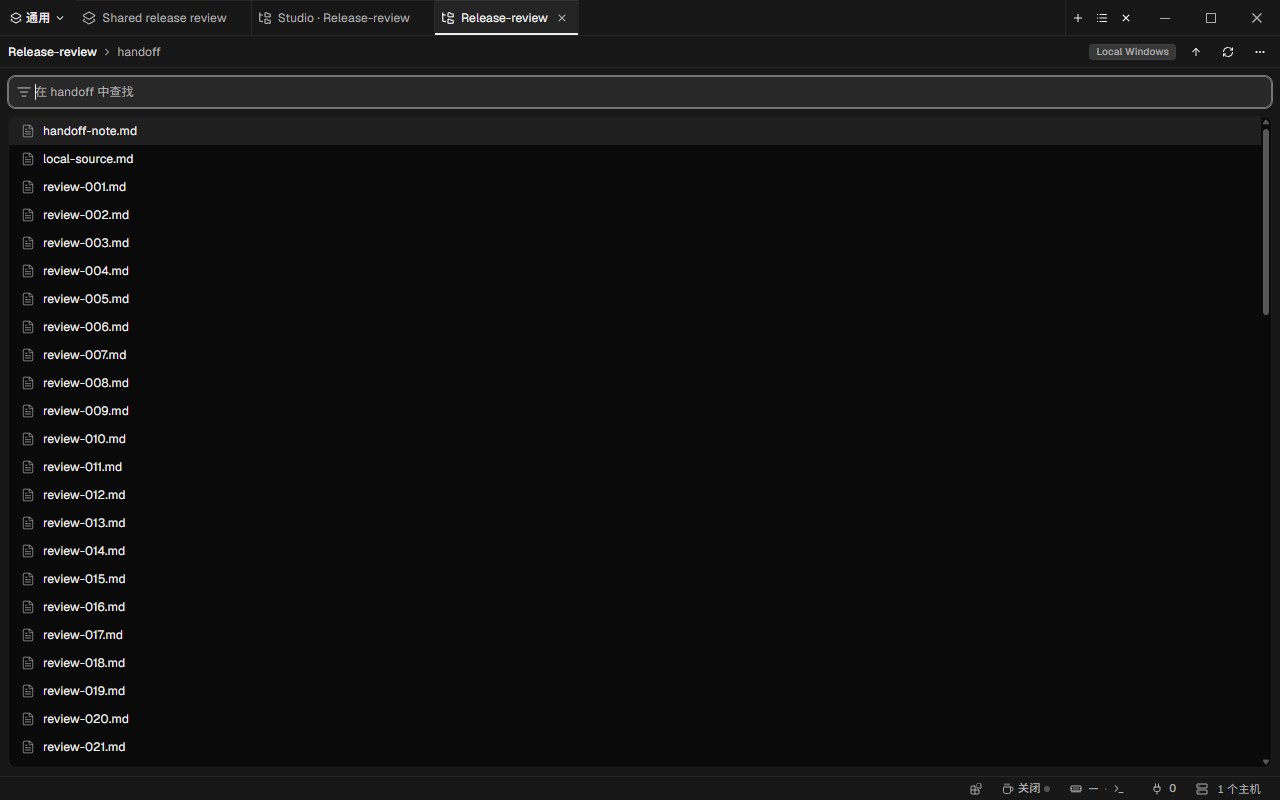 通用
Shared release review
Studio · Release-review
Release-review
Release-review > handoff
Local Windows
在 handoff 中查找
handoff-note.md
local-source.md
review-001.md
review-002.md
review-003.md
review-004.md
review-005.md
review-006.md
review-007.md
review-008.md
review-009.md
review-010.md
review-011.md
review-012.md
review-013.md
review-014.md
review-015.md
review-016.md
review-017.md
review-018.md
review-019.md
review-020.md
review-021.md
关闭
— ·
0
1 个主机